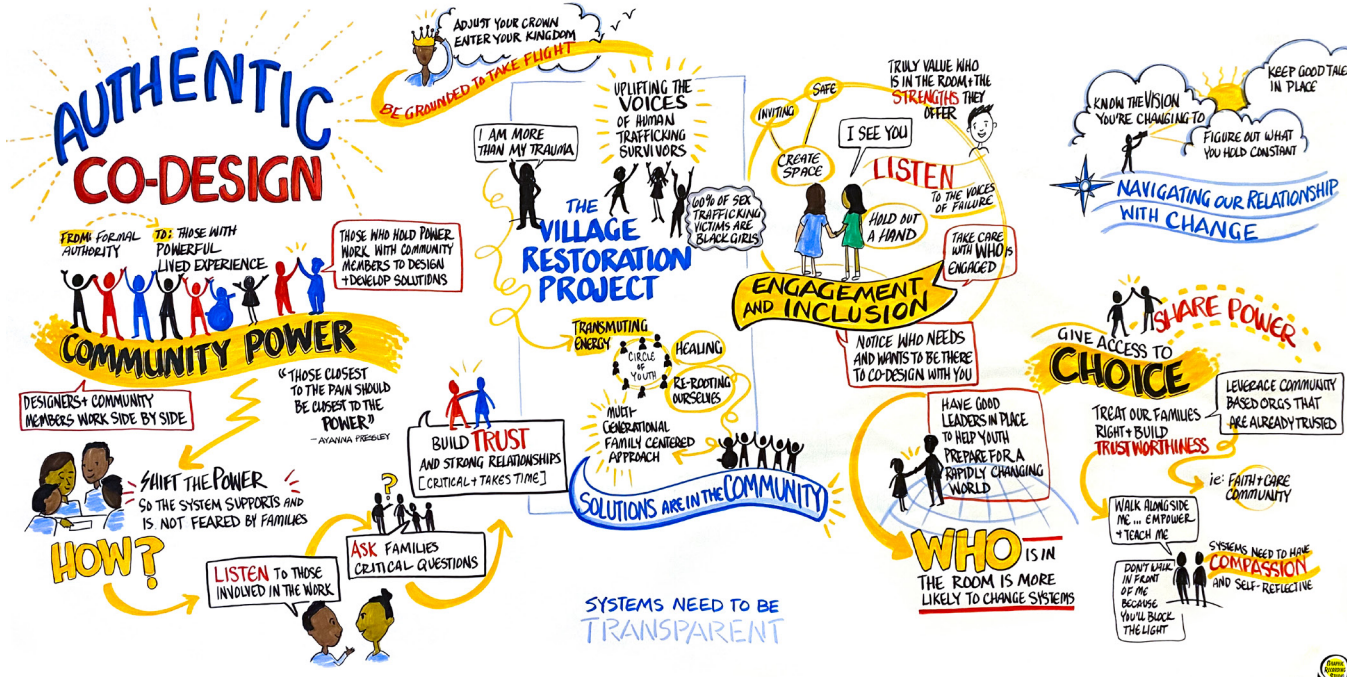 AUTHENTIC
CO-DESIGN
ADJUST YOUR CROWN
ENTER YOUR KINGDOM
BE GROUNDED TO TAKE FLIGHT
FROM: FORMAL
AUTHORITY
TO: THOSE WITH
POWERFUL
LIVED EXPERIENCE
THOSE WHO HOLD POWER
WORK WITH COMMUNITY
MEMBERS TO DESIGN
+ DEVELOP SOLUTIONS
COMMUNITY POWER
DESIGNERS + COMMUNITY
MEMBERS WORK SIDE BY SIDE
"THOSE CLOSEST
TO THE PAIN SHOULD
BE CLOSEST TO THE
POWER"
- AYANNA PRESSLEY
SHIFT THE POWER
SO THE SYSTEM SUPPORTS AND
IS NOT FEARED BY FAMILIES
HOW?
LISTEN TO THOSE
INVOLVED IN THE WORK
?
ASK FAMILIES
CRITICAL QUESTIONS
BUILD TRUST
AND STRONG RELATIONSHIPS
[CRITICAL + TAKES TIME]
I AM MORE
THAN MY TRAUMA
UPLIFTING THE
VOICES
OF HUMAN
TRAFFICKING
SURVIVORS
60% OF SEX
TRAFFICKING
VICTIMS ARE
BLACK GIRLS
THE
VILLAGE
RESTORATION
PROJECT
TRANSMUTING
ENERGY
CIRCLE
OF
YOUTH
HEALING
RE-ROOTING
OURSELVES
MULTI-
GENERATIONAL
FAMILY CENTERED
APPROACH
SOLUTIONS ARE IN THE COMMUNITY
SYSTEMS NEED TO BE
TRANSPARENT
INVITING
SAFE
CREATE
SPACE
TRULY VALUE WHO
IS IN THE ROOM + THE
STRENGTHS THEY
OFFER
I SEE YOU
LISTEN
TO THE VOICES
OF FAILURE
HOLD OUT
A HAND
TAKE CARE
WITH WHO IS
ENGAGED
ENGAGEMENT
AND INCLUSION
NOTICE WHO NEEDS
AND WANTS TO BE THERE
TO CO-DESIGN WITH YOU
HAVE GOOD
LEADERS IN PLACE
TO HELP YOUTH
PREPARE FOR A
RAPIDLY CHANGING
WORLD
WHO IS IN
THE ROOM IS MORE
LIKELY TO CHANGE SYSTEMS
KNOW THE VISION
YOU'RE CHANGING TO
KEEP GOOD TALE
IN PLACE
FIGURE OUT WHAT
YOU HOLD CONSTANT
NAVIGATING OUR RELATIONSHIP
WITH CHANGE
SHARE POWER
GIVE ACCESS TO
CHOICE
TREAT OUR FAMILIES
RIGHT + BUILD
TRUSTWORTHINESS
LEVERAGE COMMUNITY
BASED ORGS THAT
ARE ALREADY TRUSTED
ie: FAITH + CARE
COMMUNITY
WALK ALONGSIDE
ME... EMPOWER
+ TEACH ME
DON'T WALK
IN FRONT
OF ME
BECAUSE
YOU'LL BLOCK
THE LIGHT
SYSTEMS NEED TO HAVE
COMPASSION
AND SELF-REFLECTIVE
GRAPHIC
RECORDING
STUDIO